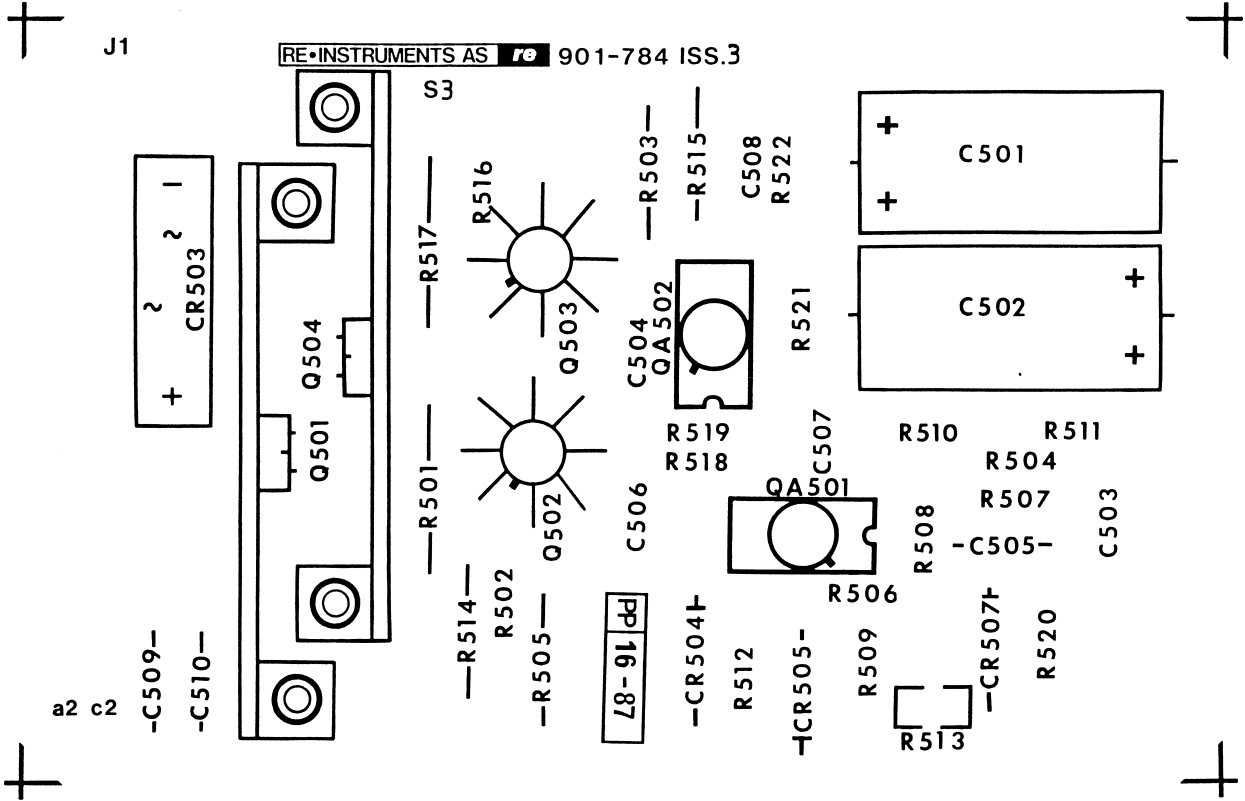 J1
RE•INSTRUMENTS AS re 901-784 ISS.3
S3
C501
C502
CR503
Q504
Q501
R517
R516
Q503
R503
R515
C508
R522
C504
QA502
R521
R519
R518
R501
Q502
C506
C507
QA501
R510
R511
R504
R507
R508
-C505-
C503
R506
R514
R502
R505
PP 16-87
CR504
R512
CR505
R509
CR507
R520
R513
a2 c2
-C509-
-C510-